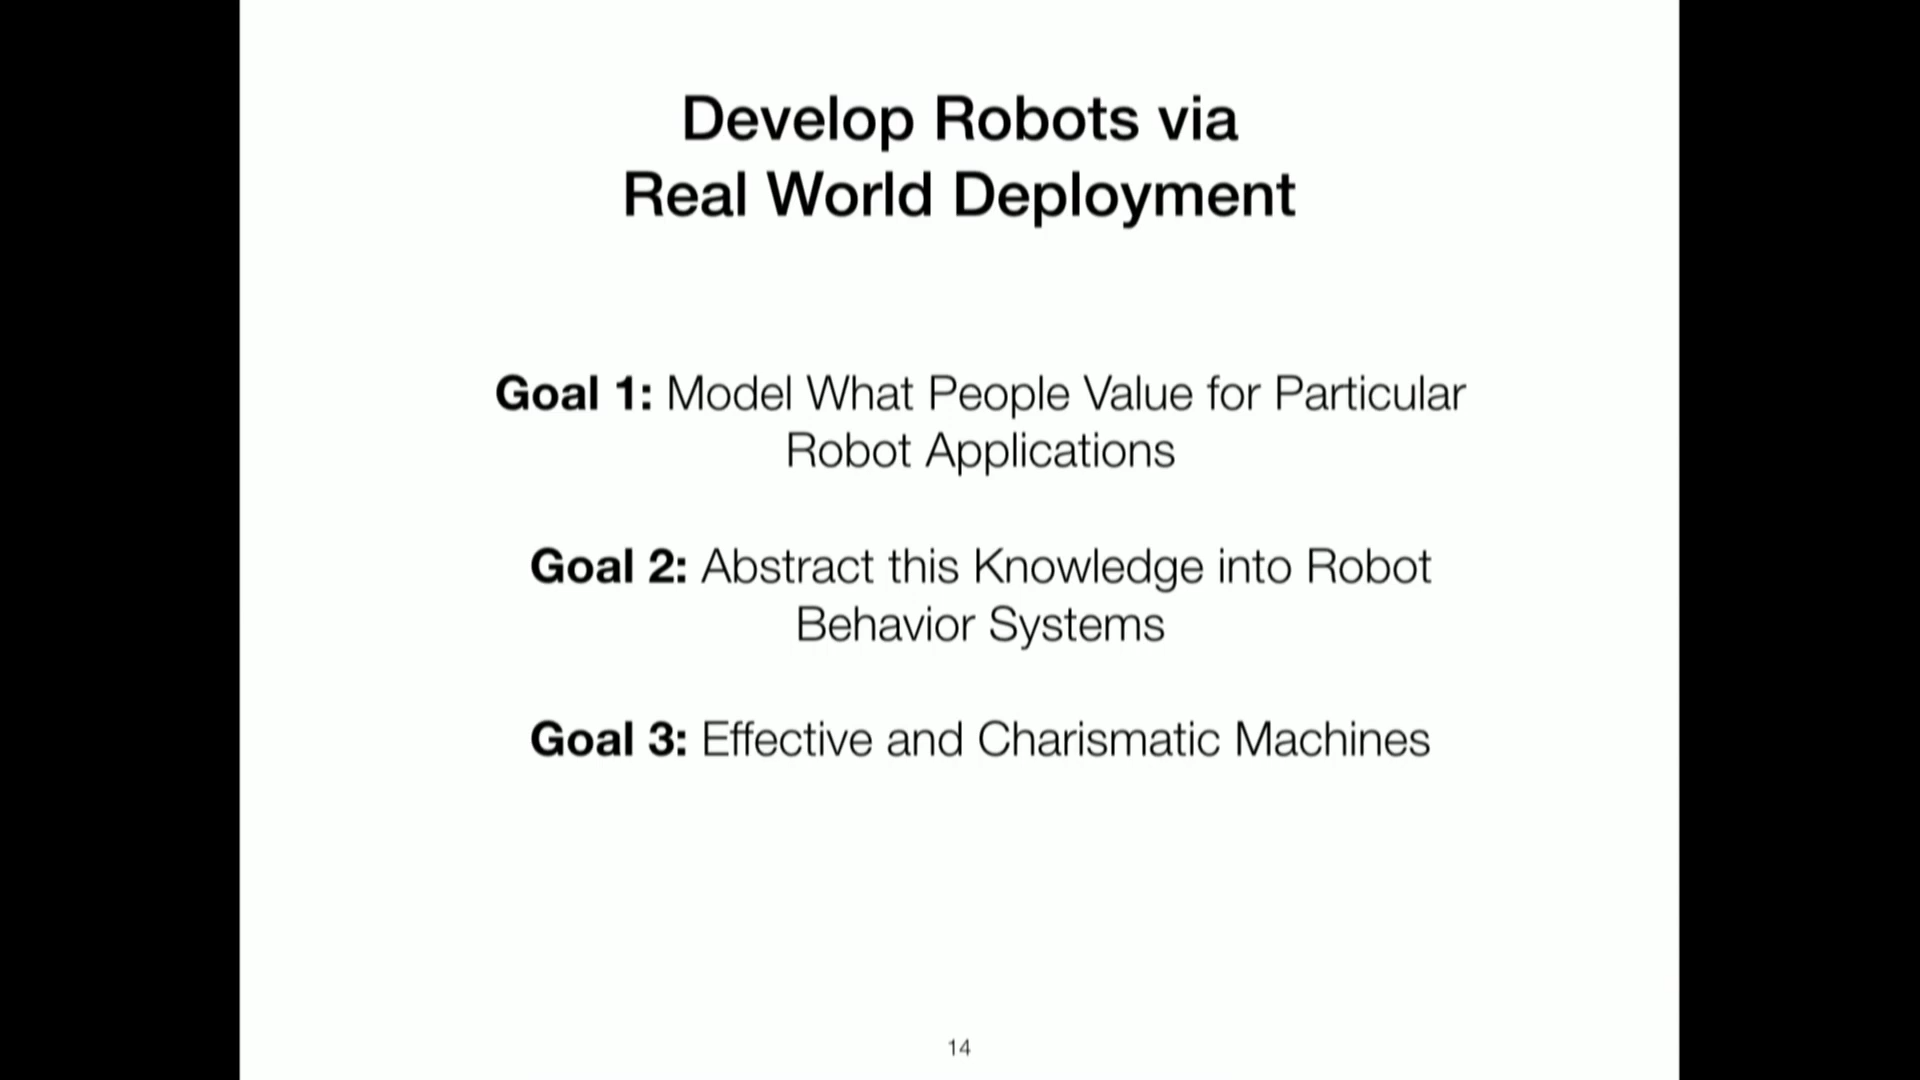 Develop Robots via
Real World Deployment
Goal 1: Model What People Value for Particular
Robot Applications
Goal 2: Abstract this Knowledge into Robot
Behavior Systems
Goal 3: Effective and Charismatic Machines
14